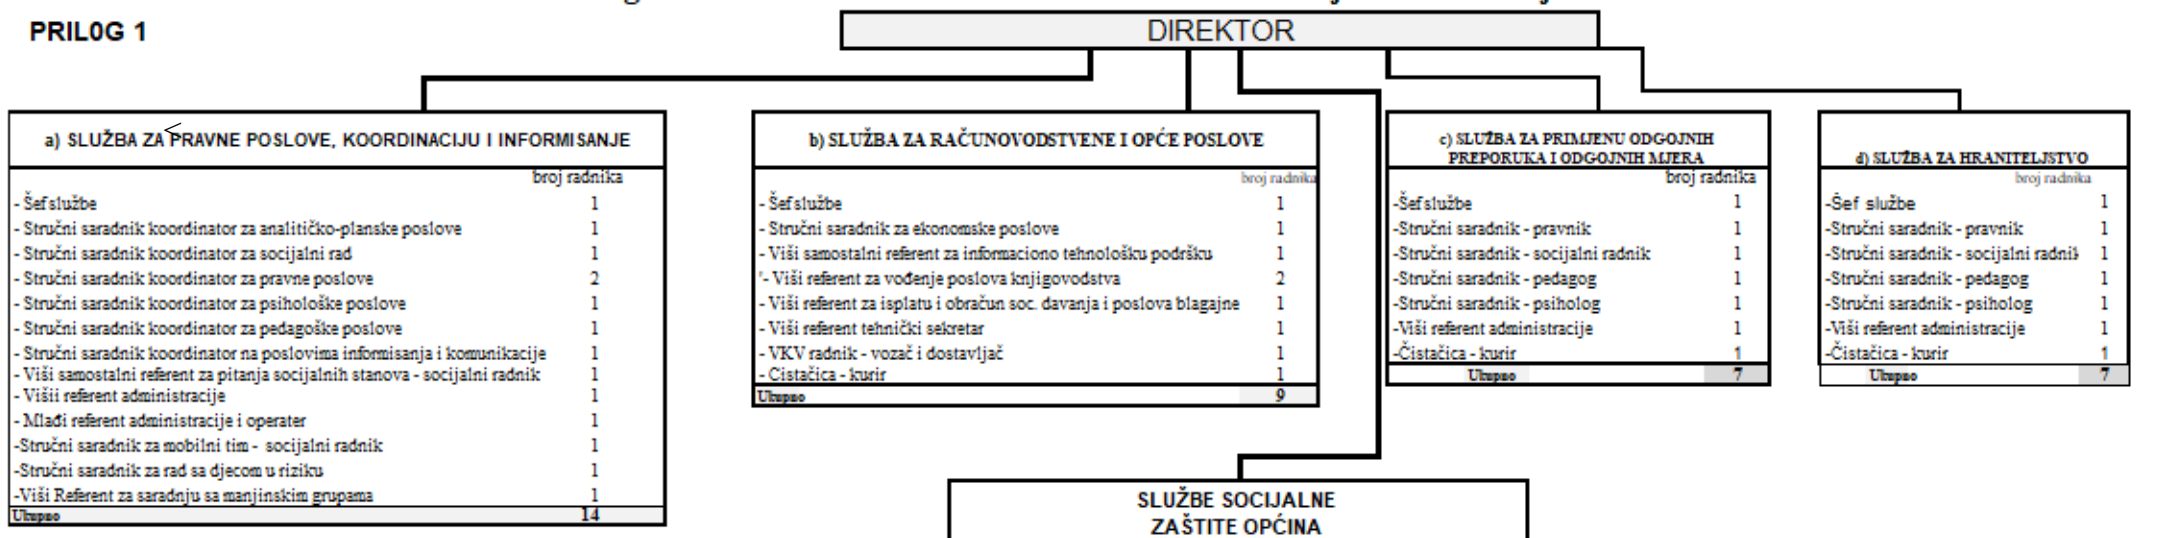 PRIL0G 1
DIREKTOR
a) SLUŽBA ZA PRAVNE POSLOVE, KOORDINACIJU I INFORMISANJE
broj radnika
- Šef službe 1
- Stručni saradnik koordinator za analitičko-planske poslove 1
- Stručni saradnik koordinator za socijalni rad 1
- Stručni saradnik koordinator za pravne poslove 2
- Stručni saradnik koordinator za psihološke poslove 1
- Stručni saradnik koordinator za pedagoške poslove 1
- Stručni saradnik koordinator na poslovima informisanja i komunikacije 1
- Viši samostalni referent za pitanja socijalnih stanova - socijalni radnik 1
- Višii referent administracije 1
- Mlađi referent administracije i operater 1
-Stručni saradnik za mobilni tim - socijalni radnik 1
-Stručni saradnik za rad sa djecom u riziku 1
-Viši Referent za saradnju sa manjinskim grupama 1
Ukupno 14
b) SLUŽBA ZA RAČUNOVODSTVENE I OPĆE POSLOVE
broj radnika
- Šef službe 1
- Stručni saradnik za ekonomske poslove 1
- Viši samostalni referent za informaciono tehnološku podršku 1
'- Viši referent za vođenje poslova knjigovodstva 2
- Viši referent za isplatu i obračun soc. davanja i poslova blagajne 1
- Viši referent tehnički sekretar 1
- VKV radnik - vozač i dostavljač 1
- Čistačica - kurir 1
Ukupno 9
c) SLUŽBA ZA PRIMJENU ODGOJNIH
PREPORUKA I ODGOJNIH MJERA
broj radnika
-Šef službe 1
-Stručni saradnik - pravnik 1
-Stručni saradnik - socijalni radnik 1
-Stručni saradnik - pedagog 1
-Stručni saradnik - psiholog 1
-Viši referent administracije 1
-Čistačica - kurir 1
Ukupno 7
d) SLUŽBA ZA HRANITELJSTVO
broj radnika
-Šef službe 1
-Stručni saradnik - pravnik 1
-Stručni saradnik - socijalni radnik 1
-Stručni saradnik - pedagog 1
-Stručni saradnik - psiholog 1
-Viši referent administracije 1
-Čistačica - kurir 1
Ukupno 7
SLUŽBE SOCIJALNE
ZAŠTITE OPĆINA